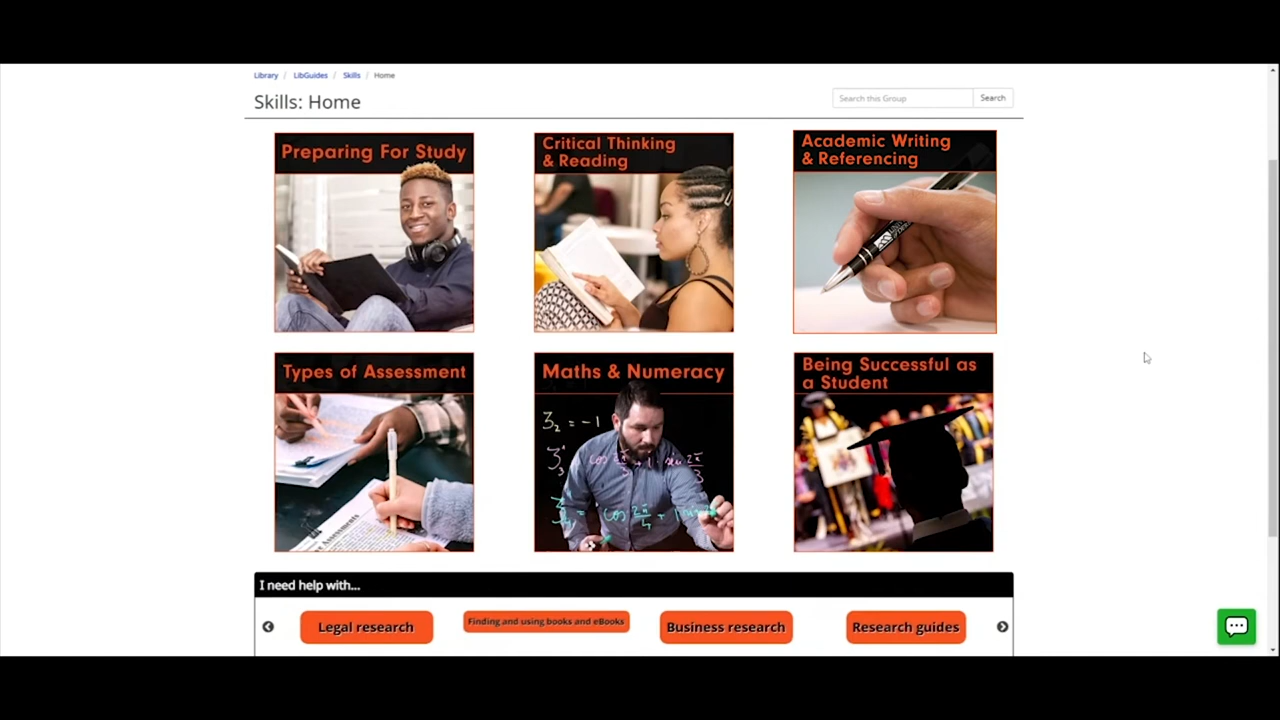 Library / LibGuides / Skills / Home
Skills: Home
Search this Group
Search
Preparing For Study
Critical Thinking
& Reading
Academic Writing
& Referencing
Types of Assessment
Maths & Numeracy
Being Successful as
a Student
I need help with...
Legal research
Finding and using books and eBooks
Business research
Research guides